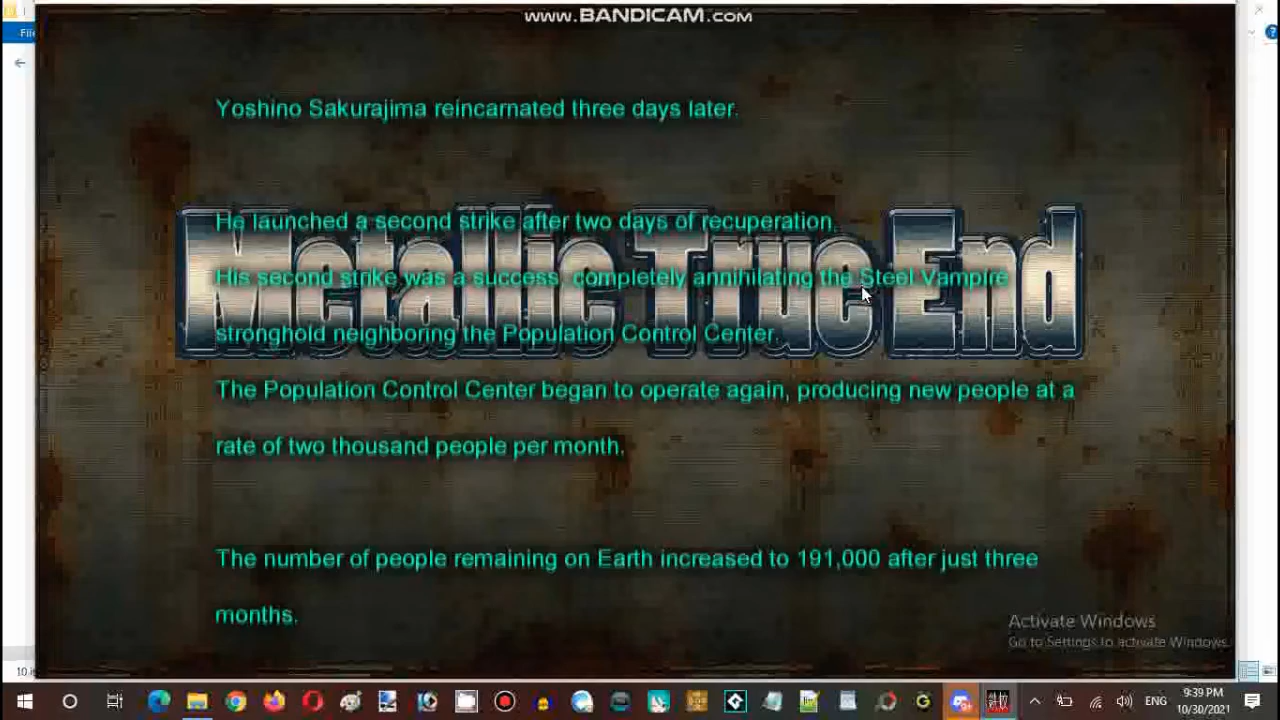 www.BANDICAM.com
File
Yoshino Sakurajima reincarnated three days later.
He launched a second strike after two days of recuperation.
Metallic True End
His second strike was a success, completely annihilating the Steel Vampire
stronghold neighboring the Population Control Center.
The Population Control Center began to operate again, producing new people at a
rate of two thousand people per month.
The number of people remaining on Earth increased to 191,000 after just three
months.
Activate Windows
Go to Settings to activate Windows.
ENG
9:39 PM
10/30/2021